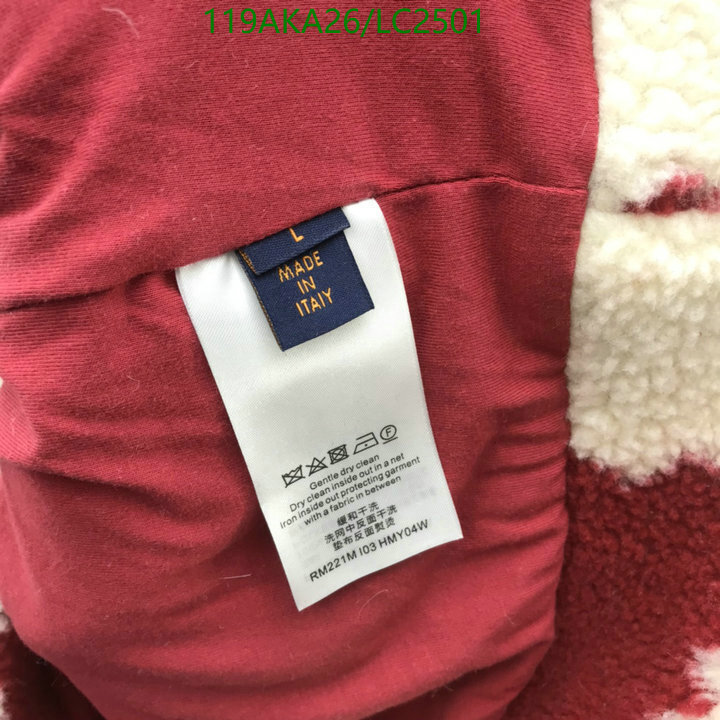 119AKA26/LC2501
L
MADE
IN
ITALY
Gentle dry clean
Dry clean inside out in a net
Iron inside out protecting garment
with a fabric in between
缓和干洗
洗网中反面干洗
垫布反面熨烫
RM221M I03 HMY04W